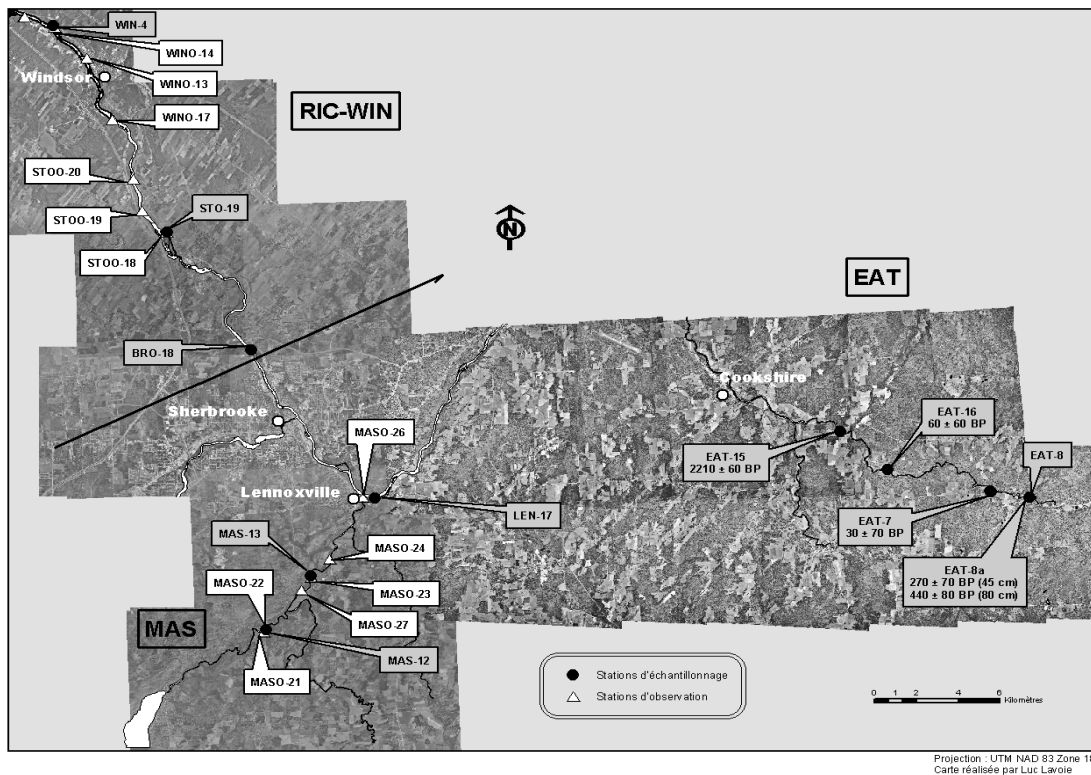 WIN-4
WINO-14
Windsor
WINO-13
RIC-WIN
WINO-17
STOO-20
STO-19
STOO-19
N
STOO-18
EAT
BRO-18
Cookshire
Sherbrooke
MASO-26
EAT-16
60 ± 60 BP
EAT-15
2210 ± 60 BP
EAT-8
Lennoxville
LEN-17
EAT-7
30 ± 70 BP
MAS-13
MASO-24
EAT-8a
270 ± 70 BP (45 cm)
440 ± 80 BP (80 cm)
MASO-22
MASO-23
MAS
MASO-27
MAS-12
MASO-21
Stations d'échantillonnage
Stations d'observation
0 1 2 4 6
Kilomètres
Projection : UTM NAD 83 Zone
Carte réalisée par Luc Lavoie